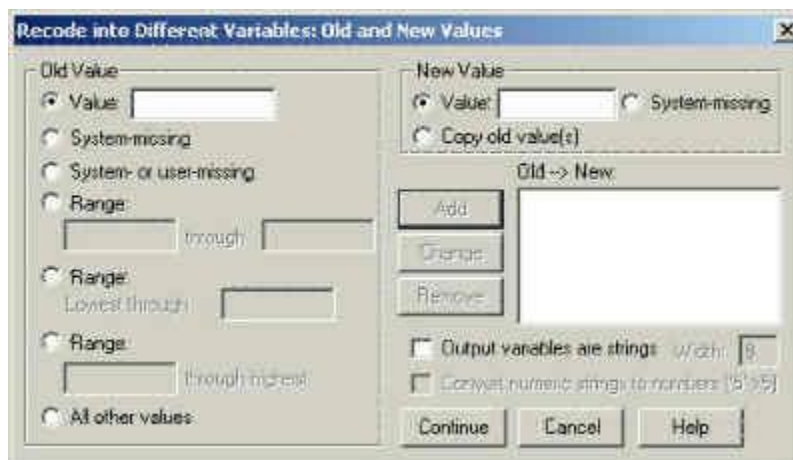 Recode into Different Variables: Old and New Values
Old Value
Value:
System-missing
System- or user-missing
Range:
through
Range:
Lowest through
Range:
through highest
All other values
New Value
Value:
System-missing
Copy old value(s)
Old --> New:
Add
Change
Remove
Output variables are strings
Width: 8
Convert numeric strings to numbers ('5'->5)
Continue
Cancel
Help